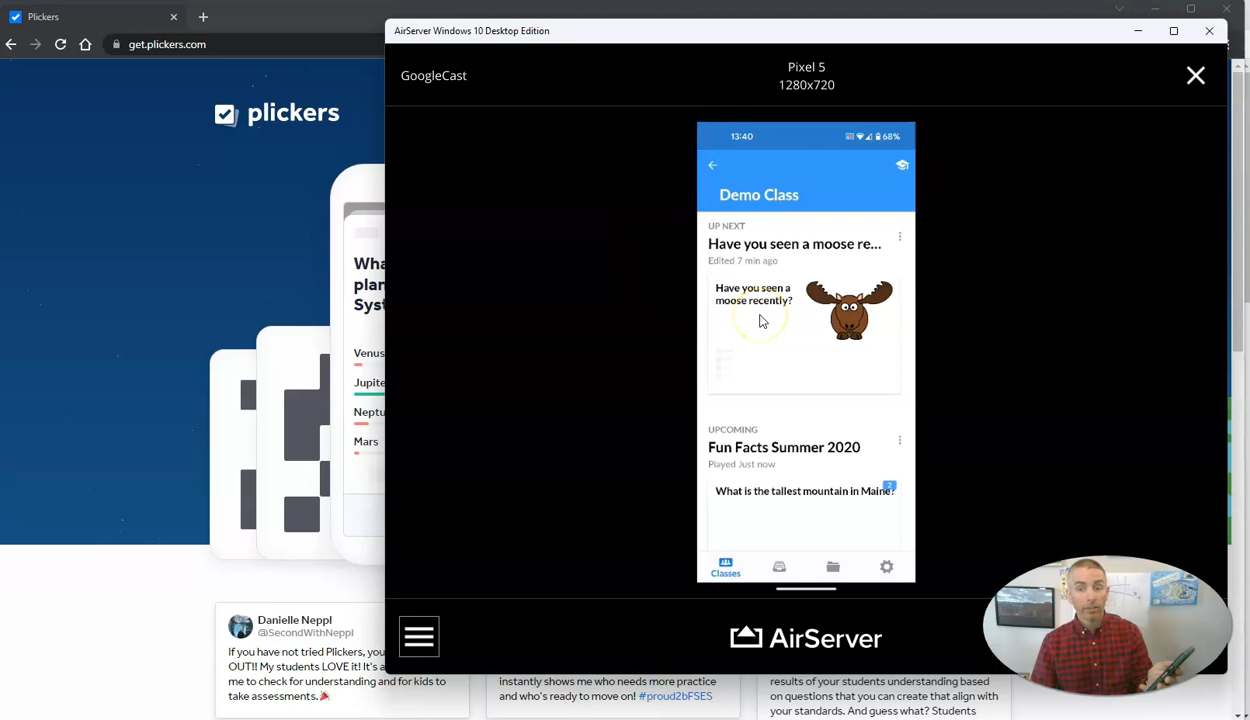 Plickers
get.plickers.com
plickers
Wha
plan
Syst
Venus
Jupite
Neptu
Mars
Danielle Neppl
@SecondWithNeppl
If you have not tried Plickers, you
OUT!! My students LOVE it! It's a
me to check for understanding and for kids to
take assessments.
AirServer Windows 10 Desktop Edition
GoogleCast
Pixel 5
1280x720
13:40
68%
Demo Class
UP NEXT
Have you seen a moose re...
Edited 7 min ago
Have you seen a
moose recently?
UPCOMING
Fun Facts Summer 2020
Played Just now
2
What is the tallest mountain in Maine?
Classes
AirServer
instantly shows me who needs more practice
and who's ready to move on! #proud2bFSES
results of your students understanding based
on questions that you can create that align with
your standards. And guess what? Students